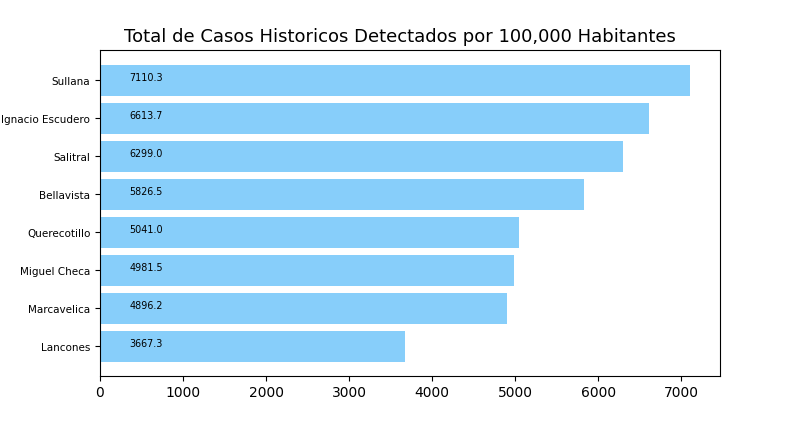 Total de Casos Historicos Detectados por 100,000 Habitantes
Sullana 7110.3
Ignacio Escudero 6613.7
Salitral 6299.0
Bellavista 5826.5
Querecotillo 5041.0
Miguel Checa 4981.5
Marcavelica 4896.2
Lancones 3667.3
0 1000 2000 3000 4000 5000 6000 7000